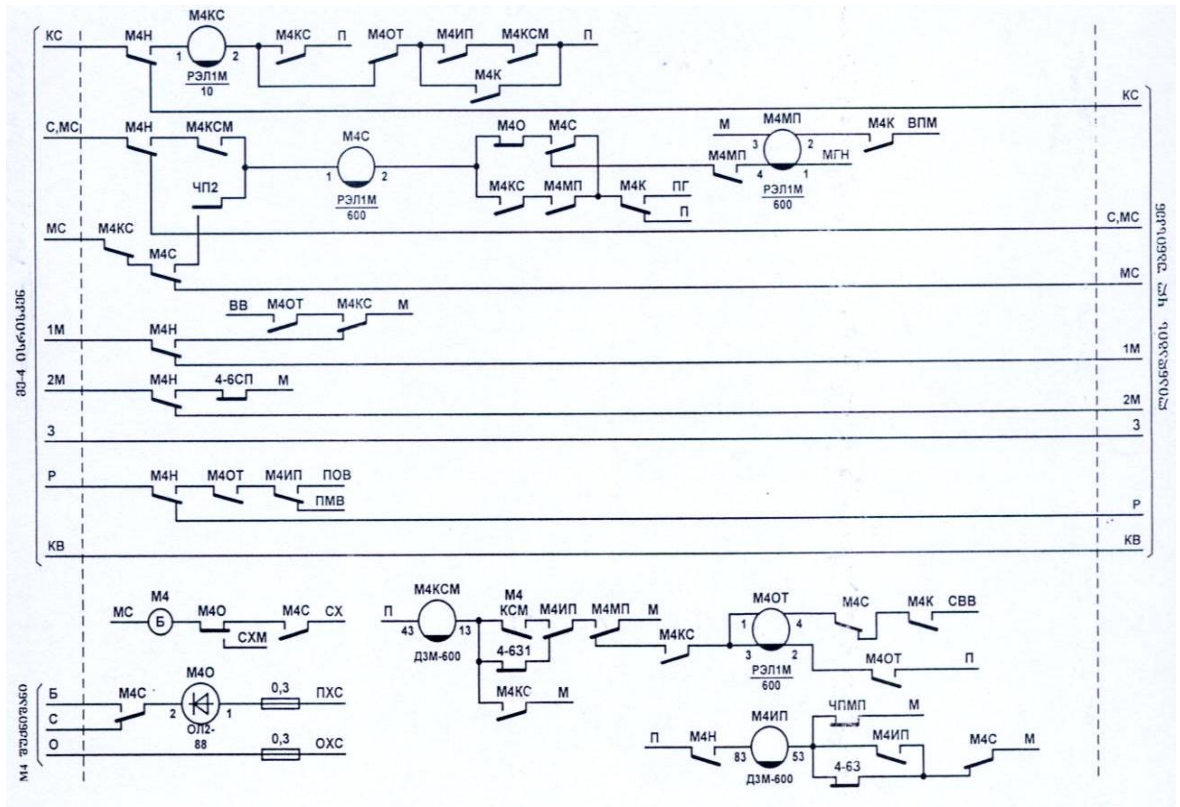 КС М4Н М4КС М4КС П М4ОТ М4ИП М4КСМ П
1 2
РЭЛ1М
10
М4К
КС
С,МС М4Н М4КСМ М4С М4О М4С М М4МП М4К ВПМ
3 2
М4МП 4 1 МГН
РЭЛ1М
600
1 2
РЭЛ1М
600
ЧП2
М4КС М4МП М4К ПГ
П
С,МС
МС М4КС
М4С
МС
ВВ М4ОТ М4КС М
1М М4Н
1М
2М М4Н 4-6СП М
2М
З
З
Р М4Н М4ОТ М4ИП ПОВ
ПМВ
Р
КВ
КВ
მე-4 ისრისკენ
М4
МС Б М4О М4С СХ
СХМ
П М4КСМ
43 13
ДЗМ-600
М4
КСМ М4ИП М4МП М
4-631
М4КС М
М4КС
М4ОТ
1 4
3 2
РЭЛ1М
600
М4С М4К СВВ
М4ОТ П
М4 შუქნიშანი
Б М4С М4О 0,3 ПХС
С
2 1
ОЛ2-
88
О 0,3 ОХС
П М4Н М4ИП
83 53
ДЗМ-600
ЧПМП М
М4ИП
4-63
М4С М